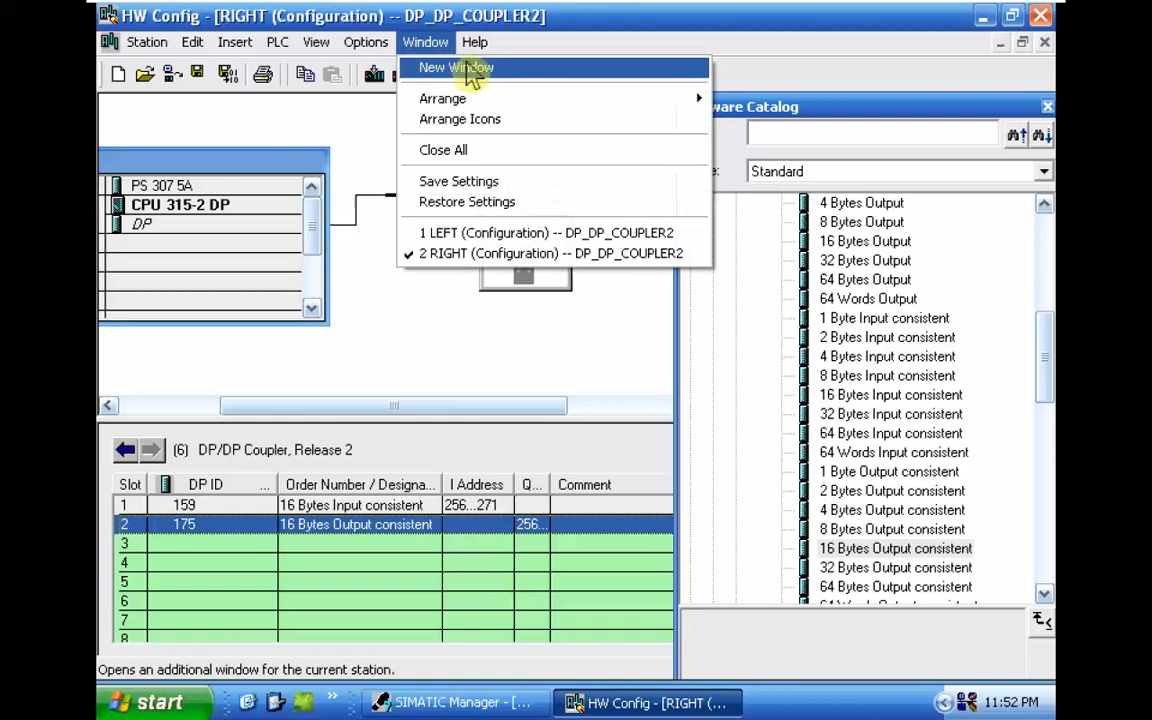 HW Config - [RIGHT (Configuration) -- DP_DP_COUPLER2]
Station Edit Insert PLC View Options Window Help
New Window
Arrange
Arrange Icons
Close All
Save Settings
Restore Settings
1 LEFT (Configuration) -- DP_DP_COUPLER2
2 RIGHT (Configuration) -- DP_DP_COUPLER2
PS 307 5A
CPU 315-2 DP
DP
(6) DP/DP Coupler, Release 2
Slot DP ID ... Order Number / Designa... I Address Q... Comment
1 159 16 Bytes Input consistent 256...271
2 175 16 Bytes Output consistent 256...
3
4
5
6
7
8
Catalog
Standard
4 Bytes Output
8 Bytes Output
16 Bytes Output
32 Bytes Output
64 Bytes Output
64 Words Output
1 Byte Input consistent
2 Bytes Input consistent
4 Bytes Input consistent
8 Bytes Input consistent
16 Bytes Input consistent
32 Bytes Input consistent
64 Bytes Input consistent
64 Words Input consistent
1 Byte Output consistent
2 Bytes Output consistent
4 Bytes Output consistent
8 Bytes Output consistent
16 Bytes Output consistent
32 Bytes Output consistent
64 Bytes Output consistent
Opens an additional window for the current station.
start
SIMATIC Manager - [...
HW Config - [RIGHT (...
11:52 PM